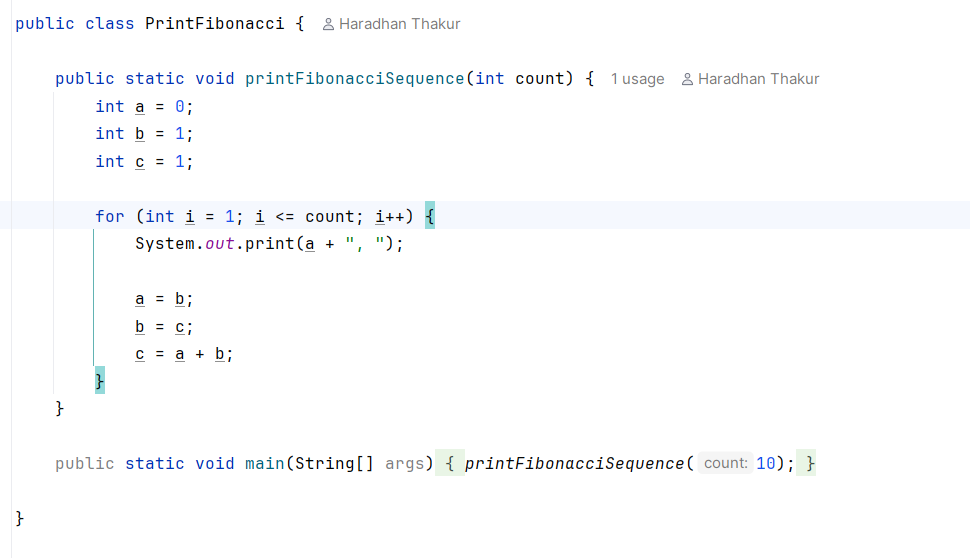 public class PrintFibonacci { Haradhan Thakur
public static void printFibonacciSequence(int count) { 1 usage Haradhan Thakur
int a = 0;
int b = 1;
int c = 1;
for (int i = 1; i <= count; i++) {
System.out.print(a + ", ");
a = b;
b = c;
c = a + b;
}
}
public static void main(String[] args) { printFibonacciSequence( count: 10); }
}